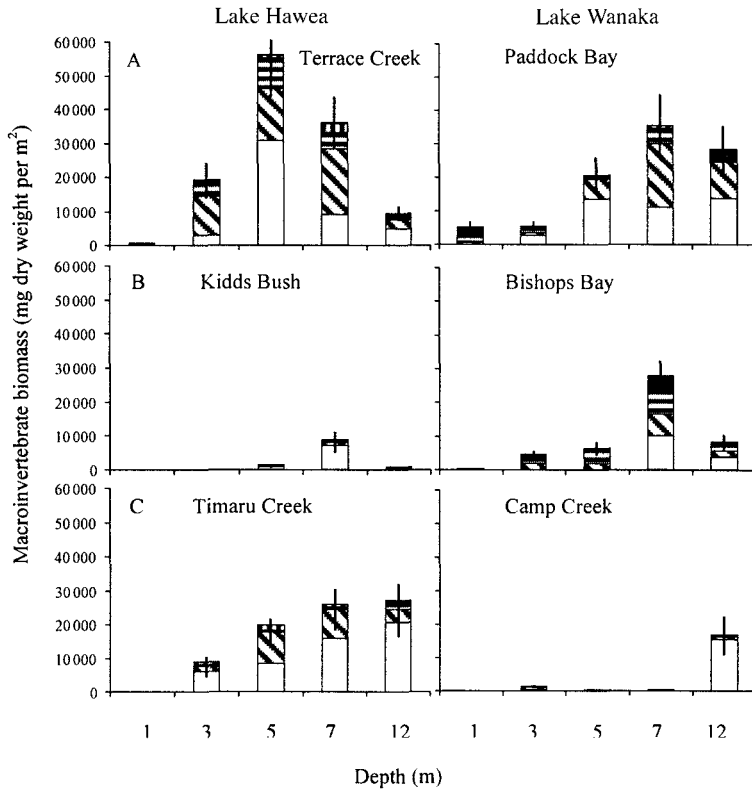 Lake Hawea Lake Wanaka
Macroinvertebrate biomass (mg dry weight per m²)
A Terrace Creek
60 000
50 000
40 000
30 000
20 000
10 000
0
Paddock Bay
B Kidds Bush
60 000
50 000
40 000
30 000
20 000
10 000
0
Bishops Bay
C Timaru Creek
60 000
50 000
40 000
30 000
20 000
10 000
0
Camp Creek
1 3 5 7 12 1 3 5 7 12
Depth (m)